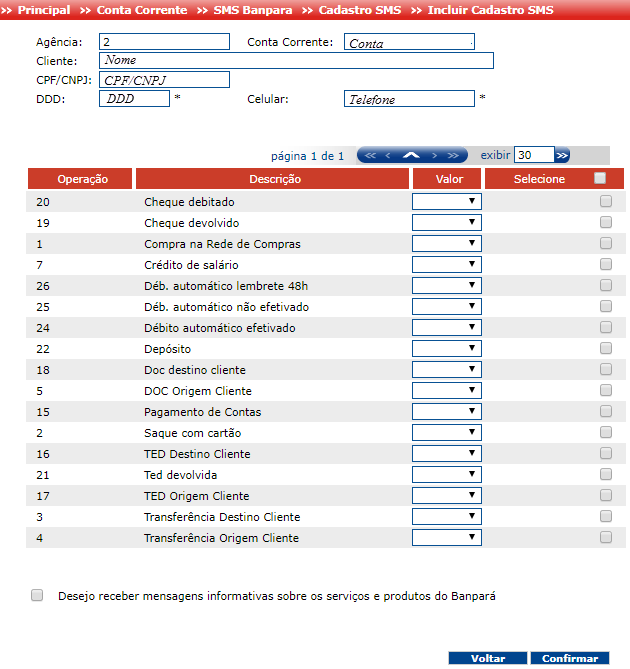 >> Principal >> Conta Corrente >> SMS Banpara >> Cadastro SMS >> Incluir Cadastro SMS
Agência: 2 Conta Corrente: Conta
Cliente: Nome
CPF/CNPJ: CPF/CNPJ
DDD: DDD * Celular: Telefone *
página 1 de 1 << < > >> exibir 30 >>
Operação Descrição Valor Selecione
20 Cheque debitado
19 Cheque devolvido
1 Compra na Rede de Compras
7 Crédito de salário
26 Déb. automático lembrete 48h
25 Déb. automático não efetivado
24 Débito automático efetivado
22 Depósito
18 Doc destino cliente
5 DOC Origem Cliente
15 Pagamento de Contas
2 Saque com cartão
16 TED Destino Cliente
21 Ted devolvida
17 TED Origem Cliente
3 Transferência Destino Cliente
4 Transferência Origem Cliente
Desejo receber mensagens informativas sobre os serviços e produtos do Banpará
Voltar Confirmar